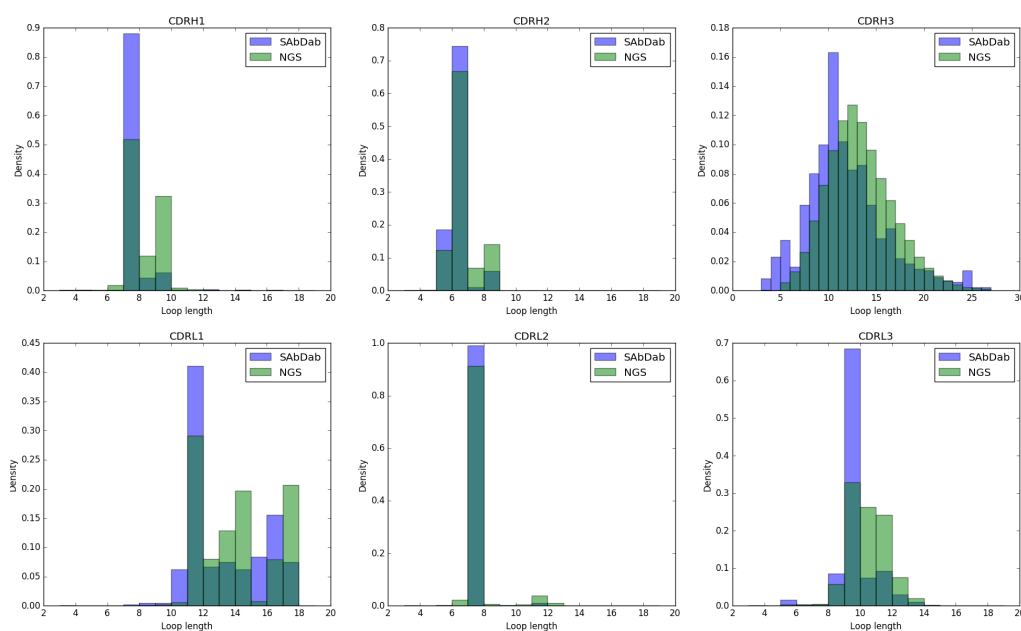 CDRH1
0.9
0.8
0.7
0.6
0.5
0.4
0.3
0.2
0.1
0.0
Density
2 4 6 8 10 12 14 16 18 20
Loop length
SAbDab
NGS
CDRH2
0.8
0.7
0.6
0.5
0.4
0.3
0.2
0.1
0.0
Density
2 4 6 8 10 12 14 16 18 20
Loop length
SAbDab
NGS
CDRH3
0.18
0.16
0.14
0.12
0.10
0.08
0.06
0.04
0.02
0.00
Density
0 5 10 15 20 25 30
Loop length
SAbDab
NGS
CDRL1
0.45
0.40
0.35
0.30
0.25
0.20
0.15
0.10
0.05
0.00
Density
2 4 6 8 10 12 14 16 18 20
Loop length
SAbDab
NGS
CDRL2
1.0
0.8
0.6
0.4
0.2
0.0
Density
2 4 6 8 10 12 14 16 18 20
Loop length
SAbDab
NGS
CDRL3
0.7
0.6
0.5
0.4
0.3
0.2
0.1
0.0
Density
2 4 6 8 10 12 14 16 18 20
Loop length
SAbDab
NGS